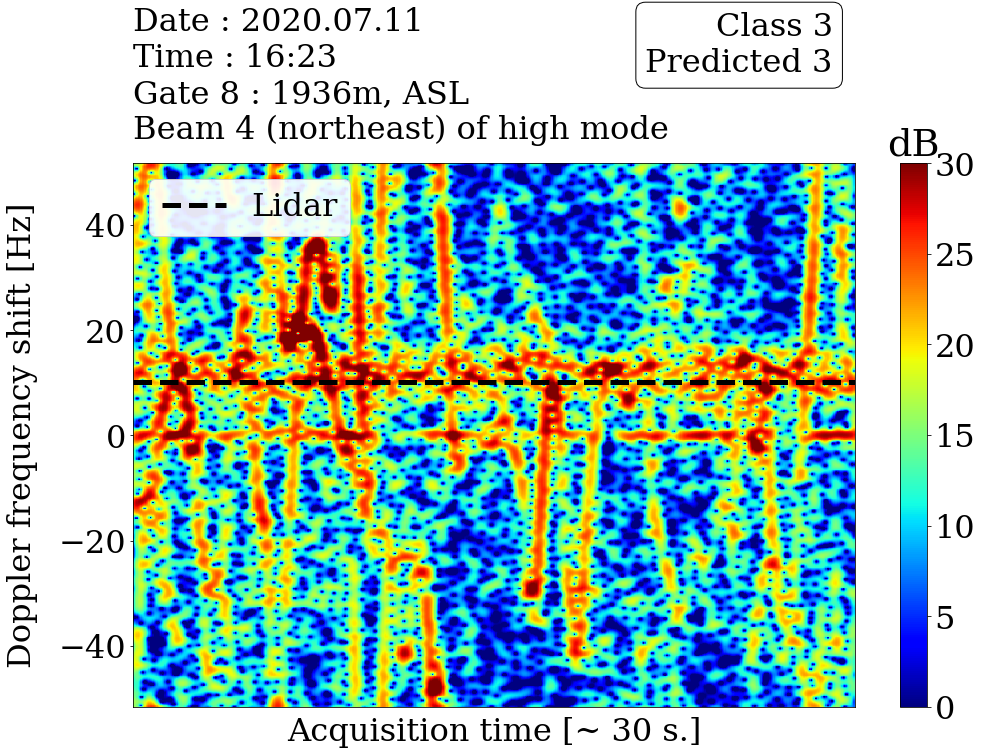 Date : 2020.07.11
Time : 16:23
Gate 8 : 1936m, ASL
Beam 4 (northeast) of high mode
Class 3
Predicted 3
dB
Lidar
Doppler frequency shift [Hz]
40
20
0
−20
−40
30
25
20
15
10
5
0
Acquisition time [~ 30 s.]